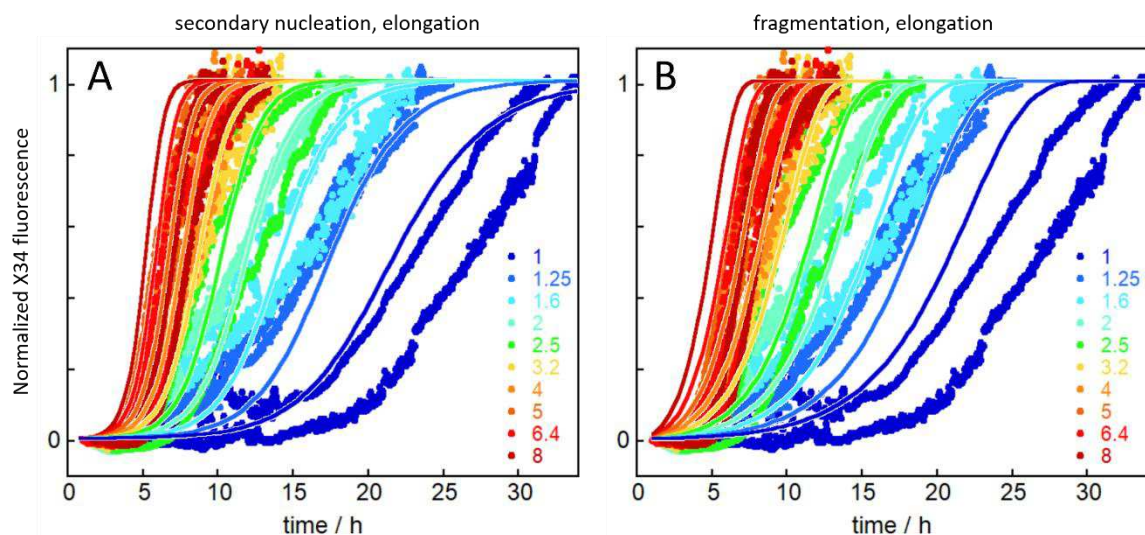 secondary nucleation, elongation
fragmentation, elongation
Normalized X34 fluorescence
A
1
0
1
1.25
1.6
2
2.5
3.2
4
5
6.4
8
0 5 10 15 20 25 30
time / h
B
1
0
1
1.25
1.6
2
2.5
3.2
4
5
6.4
8
0 5 10 15 20 25 30
time / h